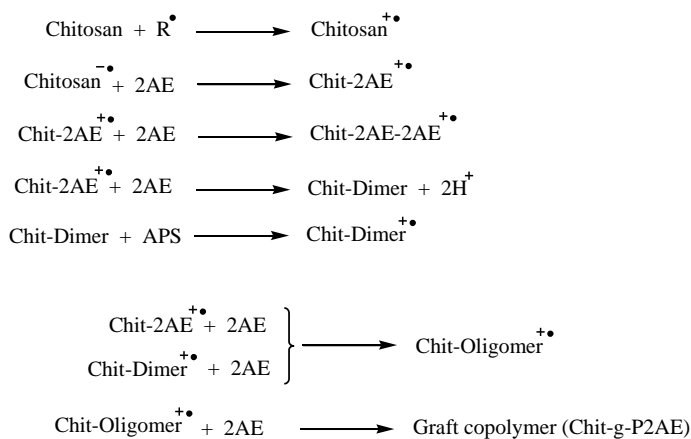 Chitosan + R• ⟶ Chitosan+•
Chitosan−• + 2AE ⟶ Chit-2AE+•
Chit-2AE+• + 2AE ⟶ Chit-2AE-2AE+•
Chit-2AE+• + 2AE ⟶ Chit-Dimer + 2H+
Chit-Dimer + APS ⟶ Chit-Dimer+•
Chit-2AE+• + 2AE
Chit-Dimer+• + 2AE
⟶ Chit-Oligomer+•
Chit-Oligomer+• + 2AE ⟶ Graft copolymer (Chit-g-P2AE)